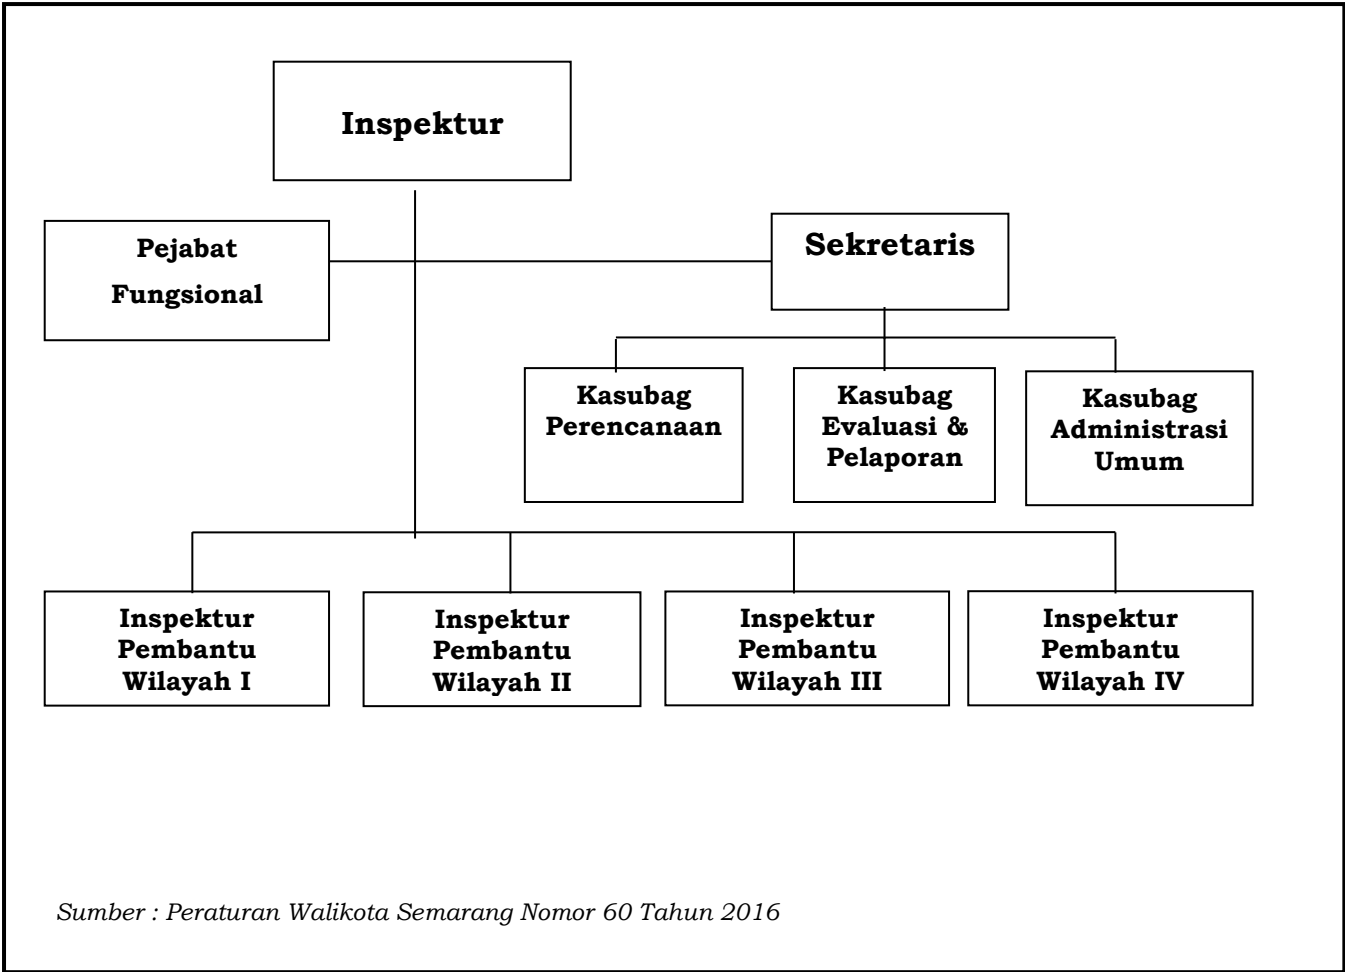 Inspektur
Pejabat
Fungsional
Sekretaris
Kasubag
Perencanaan
Kasubag
Evaluasi &
Pelaporan
Kasubag
Administrasi
Umum
Inspektur
Pembantu
Wilayah I
Inspektur
Pembantu
Wilayah II
Inspektur
Pembantu
Wilayah III
Inspektur
Pembantu
Wilayah IV
Sumber : Peraturan Walikota Semarang Nomor 60 Tahun 2016